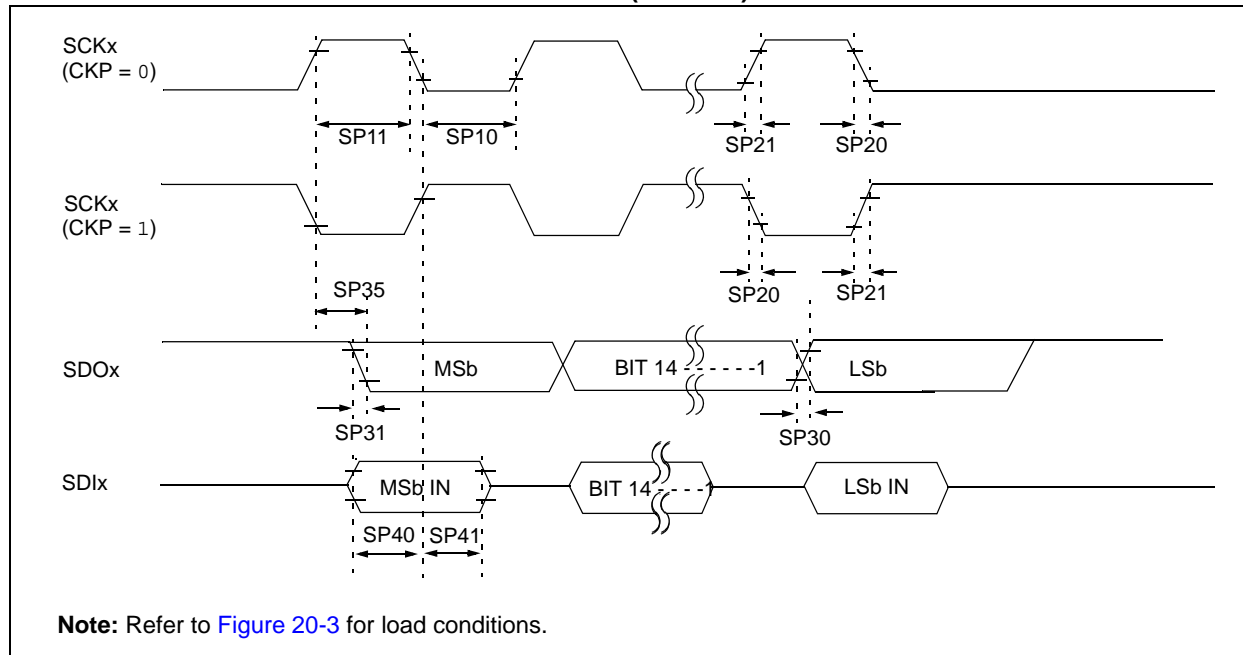 SCKx
(CKP = 0)
SP11
SP10
SP21
SP20
SCKx
(CKP = 1)
SP35
SP20
SP21
SDOx
MSb
BIT 14 - - - - - -1
LSb
SP31
SP30
SDIx
MSb IN
BIT 14 - - - -1
LSb IN
SP40
SP41
Note: Refer to Figure 20-3 for load conditions.